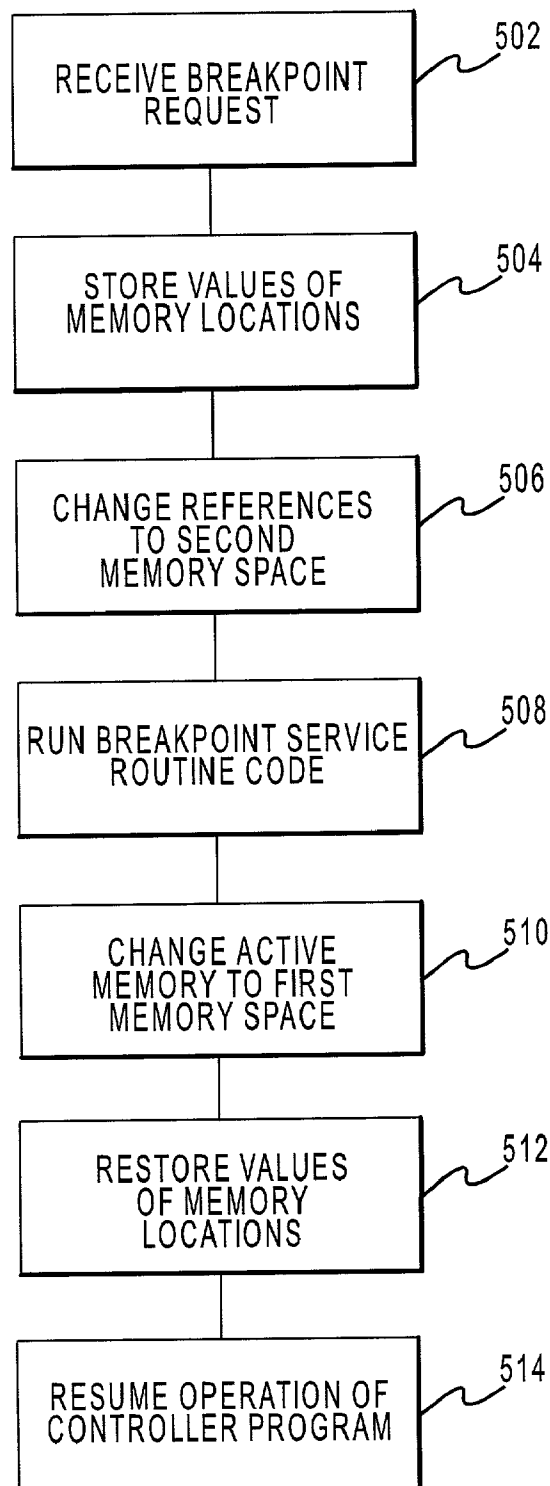 502
RECEIVE BREAKPOINT
REQUEST
504
STORE VALUES OF
MEMORY LOCATIONS
506
CHANGE REFERENCES
TO SECOND
MEMORY SPACE
508
RUN BREAKPOINT SERVICE
ROUTINE CODE
510
CHANGE ACTIVE
MEMORY TO FIRST
MEMORY SPACE
512
RESTORE VALUES
OF MEMORY
LOCATIONS
514
RESUME OPERATION OF
CONTROLLER PROGRAM